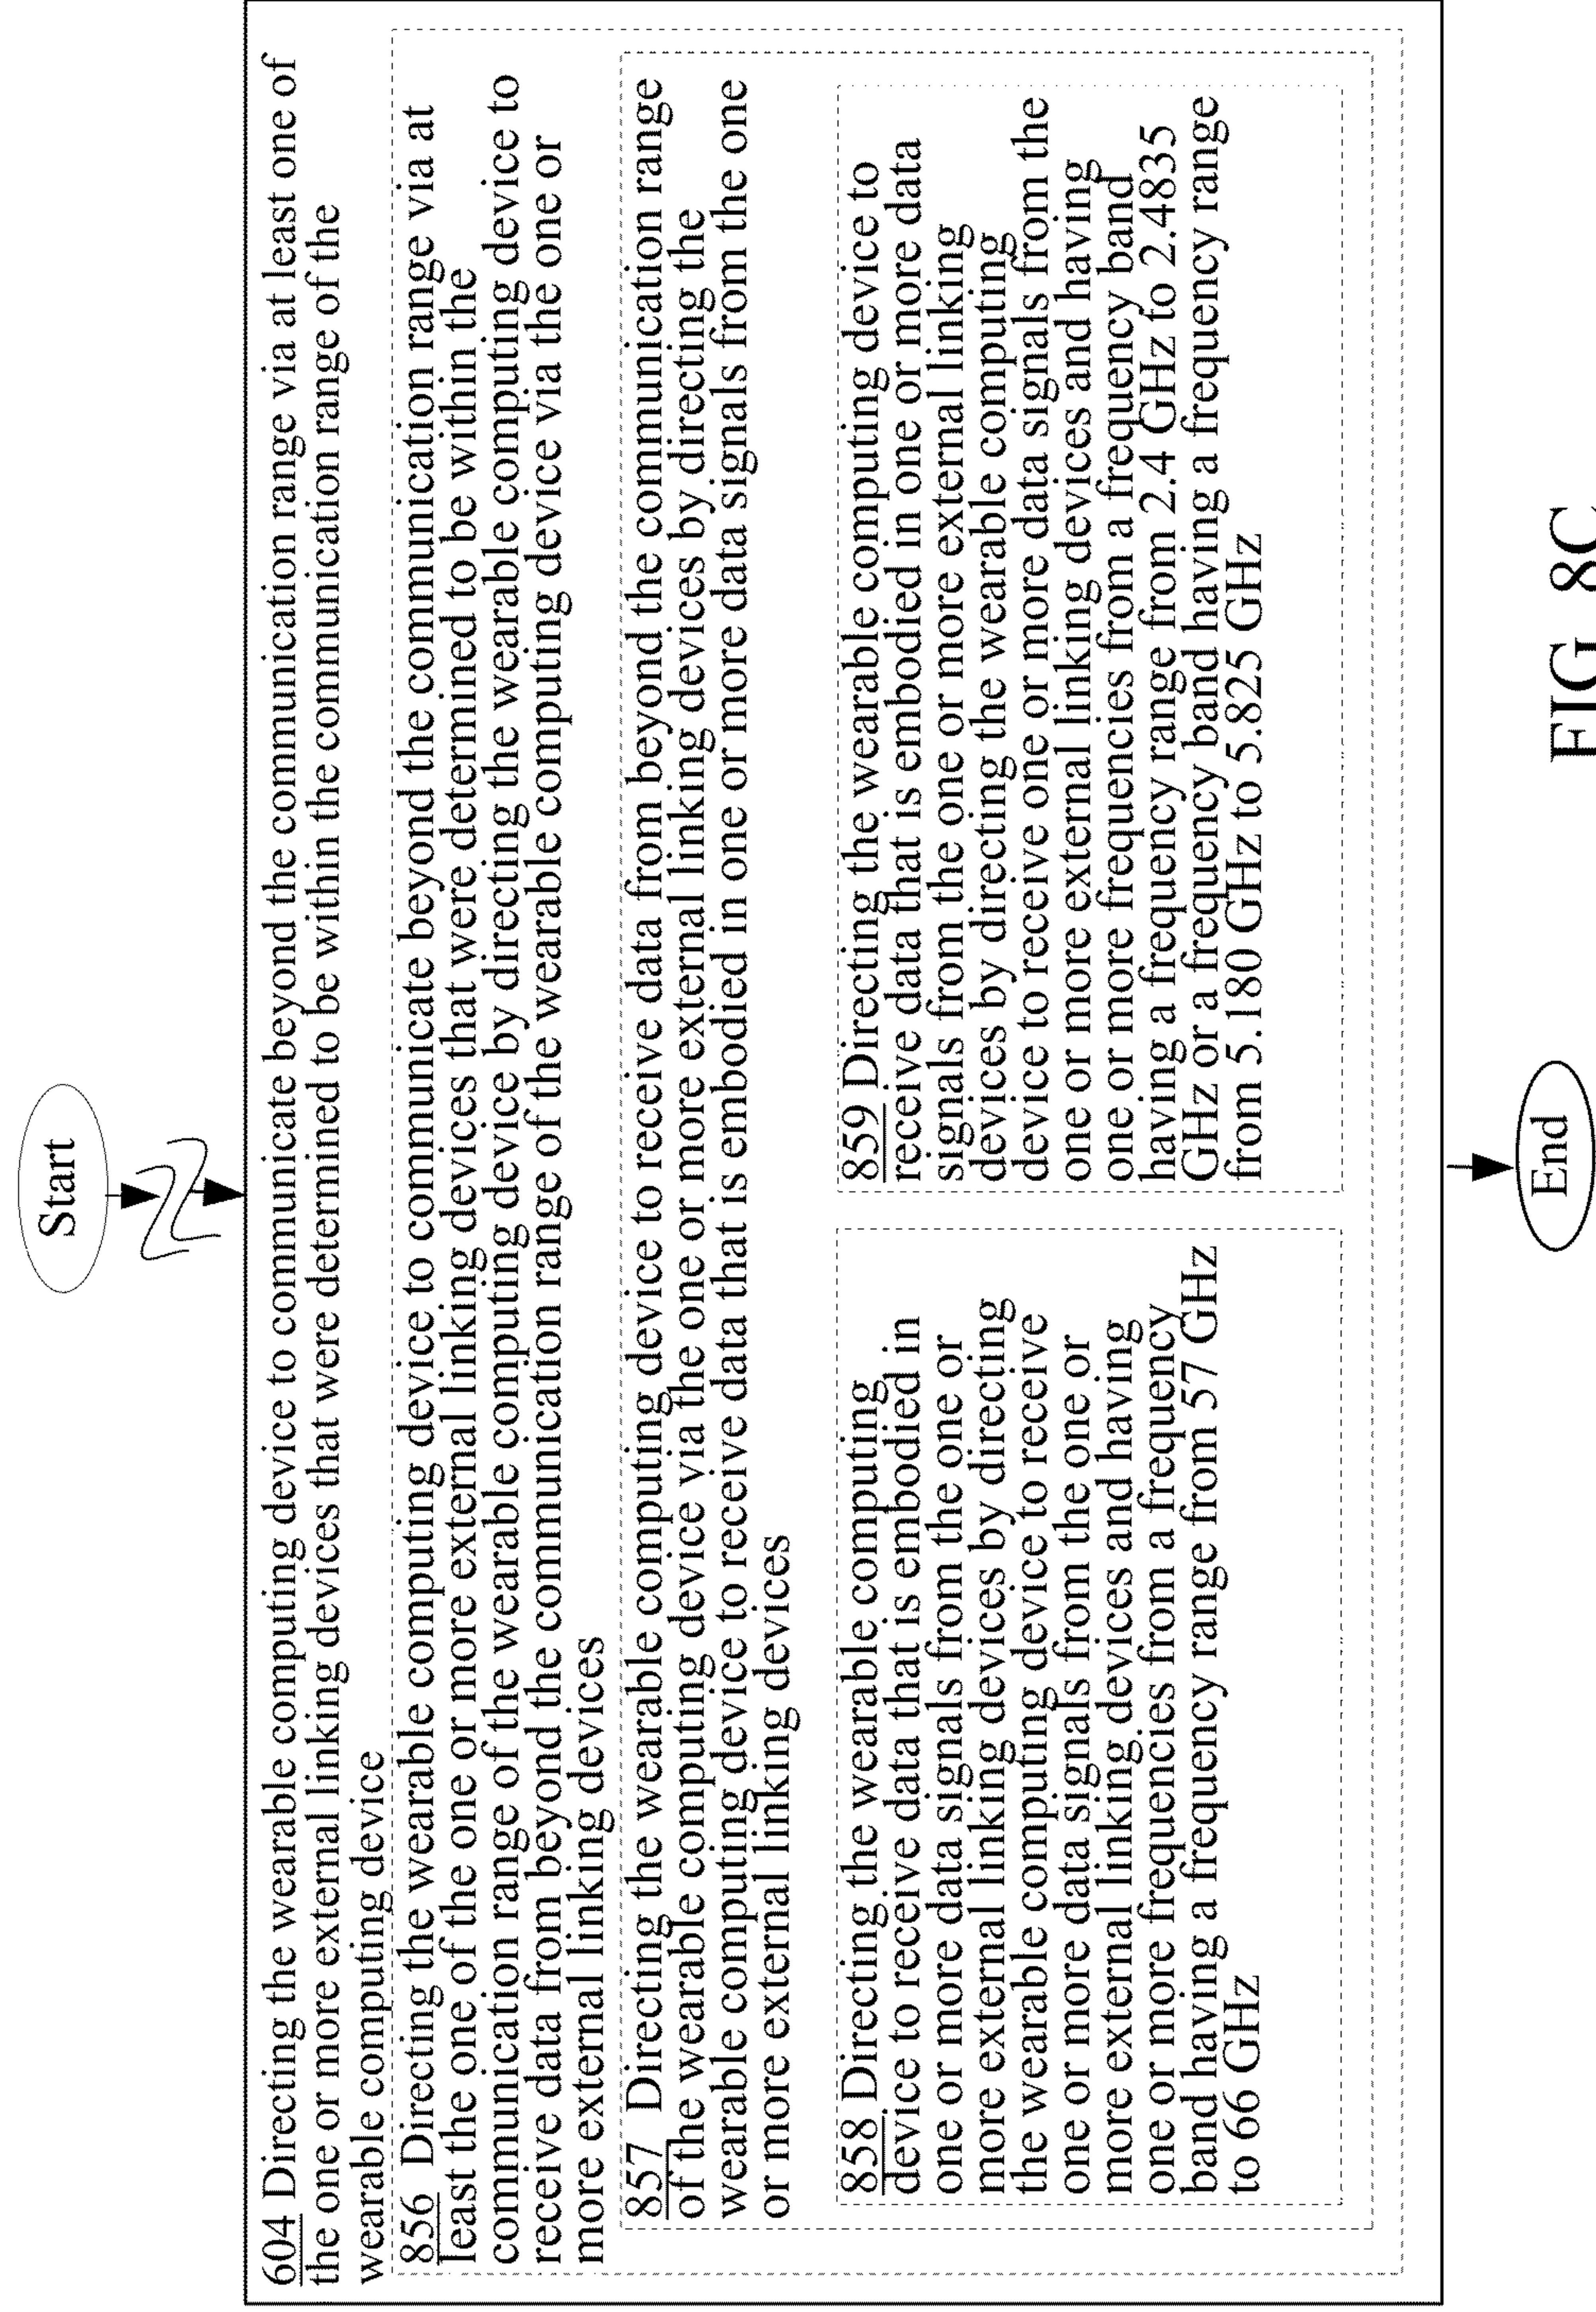 Start
604 Directing the wearable computing device to communicate beyond the communication range via at least one of
the one or more external linking devices that were determined to be within the communication range of the
wearable computing device
856 Directing the wearable computing device to communicate beyond the communication range via at
least the one of the one or more external linking devices that were determined to be within the
communication range of the wearable computing device by directing the wearable computing device to
receive data from beyond the communication range of the wearable computing device via the one or
more external linking devices
857 Directing the wearable computing device to receive data from beyond the communication range
of the wearable computing device via the one or more external linking devices by directing the
wearable computing device to receive data that is embodied in one or more data signals from the one
or more external linking devices
858 Directing the wearable computing
device to receive data that is embodied in
one or more data signals from the one or
more external linking devices by directing
the wearable computing device to receive
one or more data signals from the one or
more external linking devices and having
one or more frequencies from a frequency
band having a frequency range from 57 GHz
to 66 GHz
859 Directing the wearable computing device to
receive data that is embodied in one or more data
signals from the one or more external linking
devices by directing the wearable computing
device to receive one or more data signals from the
one or more external linking devices and having
one or more frequencies from a frequency band
having a frequency range from 2.4 GHz to 2.4835
GHz or a frequency band having a frequency range
from 5.180 GHz to 5.825 GHz
End
FIG. 8C